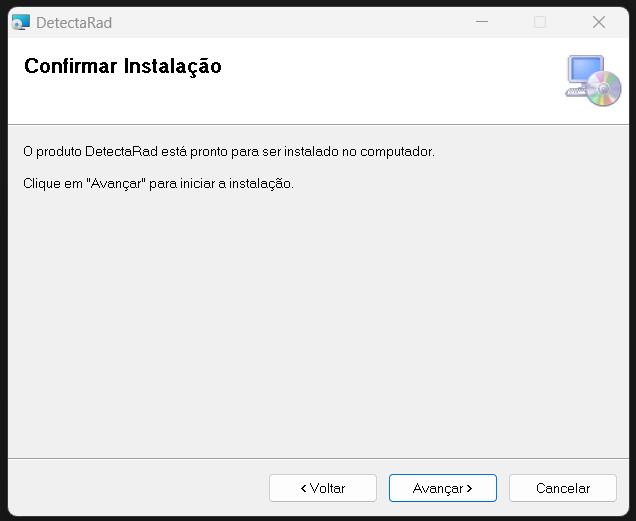 DetectaRad
Confirmar Instalação
O produto DetectaRad está pronto para ser instalado no computador.
Clique em "Avançar" para iniciar a instalação.
< Voltar
Avançar >
Cancelar